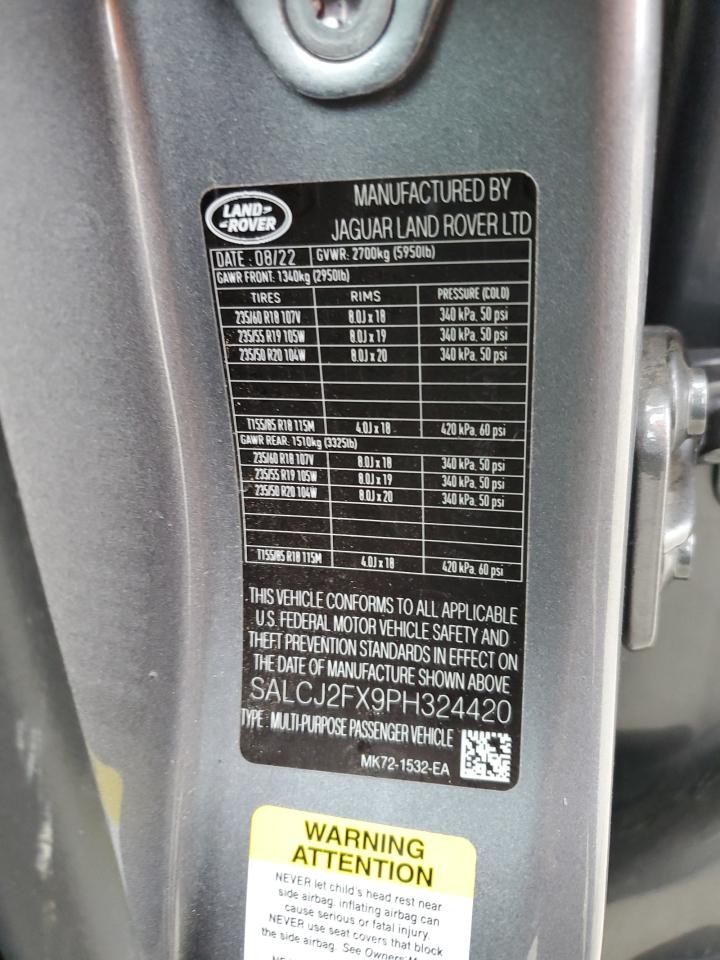 LAND-
-ROVER
MANUFACTURED BY
JAGUAR LAND ROVER LTD
DATE : 08/22 GVWR: 2700kg (5950lb)
GAWR FRONT: 1340kg (2950lb)
TIRES RIMS PRESSURE (COLD)
235/60 R18 107V 8.0J x 18 340 kPa, 50 psi
235/55 R19 105W 8.0J x 19 340 kPa, 50 psi
235/50 R20 104W 8.0J x 20 340 kPa, 50 psi
T155/85 R18 115M 4.0J x 18 420 kPa, 60 psi
GAWR REAR: 1510kg (3325lb)
235/60 R18 107V 8.0J x 18 340 kPa, 50 psi
235/55 R19 105W 8.0J x 19 340 kPa, 50 psi
235/50 R20 104W 8.0J x 20 340 kPa, 50 psi
T155/85 R18 115M 4.0J x 18 420 kPa, 60 psi
THIS VEHICLE CONFORMS TO ALL APPLICABLE
U.S. FEDERAL MOTOR VEHICLE SAFETY AND
THEFT PREVENTION STANDARDS IN EFFECT ON
THE DATE OF MANUFACTURE SHOWN ABOVE
SALCJ2FX9PH324420
TYPE : MULTI-PURPOSE PASSENGER VEHICLE
MK72-1532-EA
WARNING
ATTENTION
NEVER let child's head rest near
side airbag, inflating airbag can
cause serious or fatal injury.
NEVER use seat covers that block
the side airbag. See Owners'